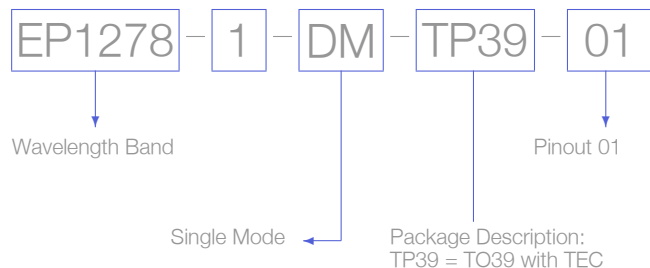 EP1278 – 1 – DM – TP39 – 01
Wavelength Band
Pinout 01
Single Mode
Package Description:
TP39 = TO39 with TEC